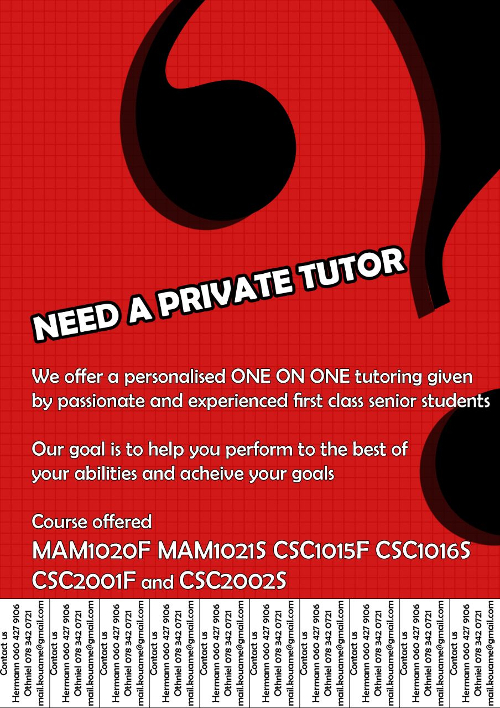 NEED A PRIVATE TUTOR
We offer a personalised ONE ON ONE tutoring given
by passionate and experienced first class senior students
Our goal is to help you perform to the best of
your abilities and acheive your goals
Course offered
MAM1020F MAM1021S CSC1015F CSC1016S
CSC2001F and CSC2002S
Contact us
Hermann 060 427 9106
Othniel 078 342 0721
mail.kouame@gmail.com
Contact us
Hermann 060 427 9106
Othniel 078 342 0721
mail.kouame@gmail.com
Contact us
Hermann 060 427 9106
Othniel 078 342 0721
mail.kouame@gmail.com
Contact us
Hermann 060 427 9106
Othniel 078 342 0721
mail.kouame@gmail.com
Contact us
Hermann 060 427 9106
Othniel 078 342 0721
mail.kouame@gmail.com
Contact us
Hermann 060 427 9106
Othniel 078 342 0721
mail.kouame@gmail.com
Contact us
Hermann 060 427 9106
Othniel 078 342 0721
mail.kouame@gmail.com
Contact us
Hermann 060 427 9106
Othniel 078 342 0721
mail.kouame@gmail.com
Contact us
Hermann 060 427 9106
Othniel 078 342 0721
mail.kouame@gmail.com
Contact us
Hermann 060 427 9106
Othniel 078 342 0721
mail.kouame@gmail.com